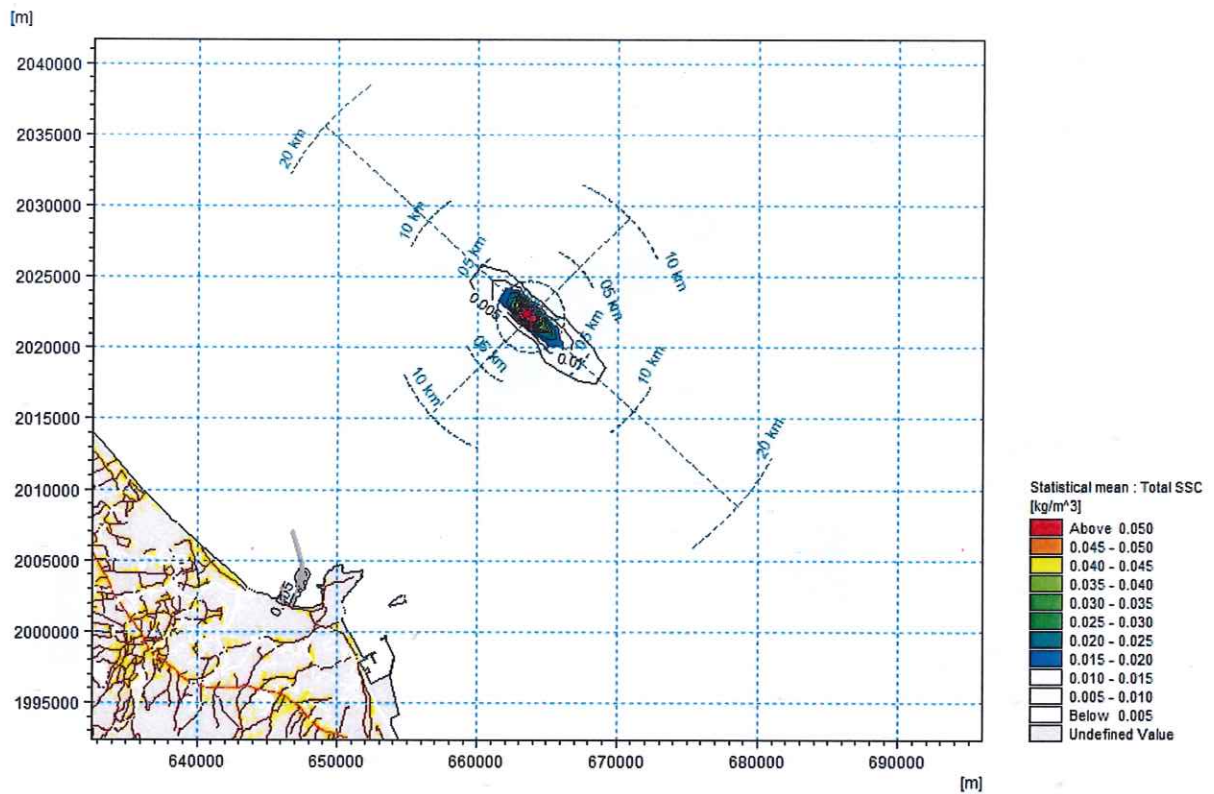 [m]
2040000
2035000
2030000
2025000
2020000
2015000
2010000
2005000
2000000
1995000
20 km
10 km
05 km
10 km
05 km
0.005
05 km
0.01
05 km
10 km
10 km
20 km
0.005
640000
650000
660000
670000
680000
690000
[m]
Statistical mean : Total SSC
[kg/m^3]
Above 0.050
0.045 - 0.050
0.040 - 0.045
0.035 - 0.040
0.030 - 0.035
0.025 - 0.030
0.020 - 0.025
0.015 - 0.020
0.010 - 0.015
0.005 - 0.010
Below 0.005
Undefined Value